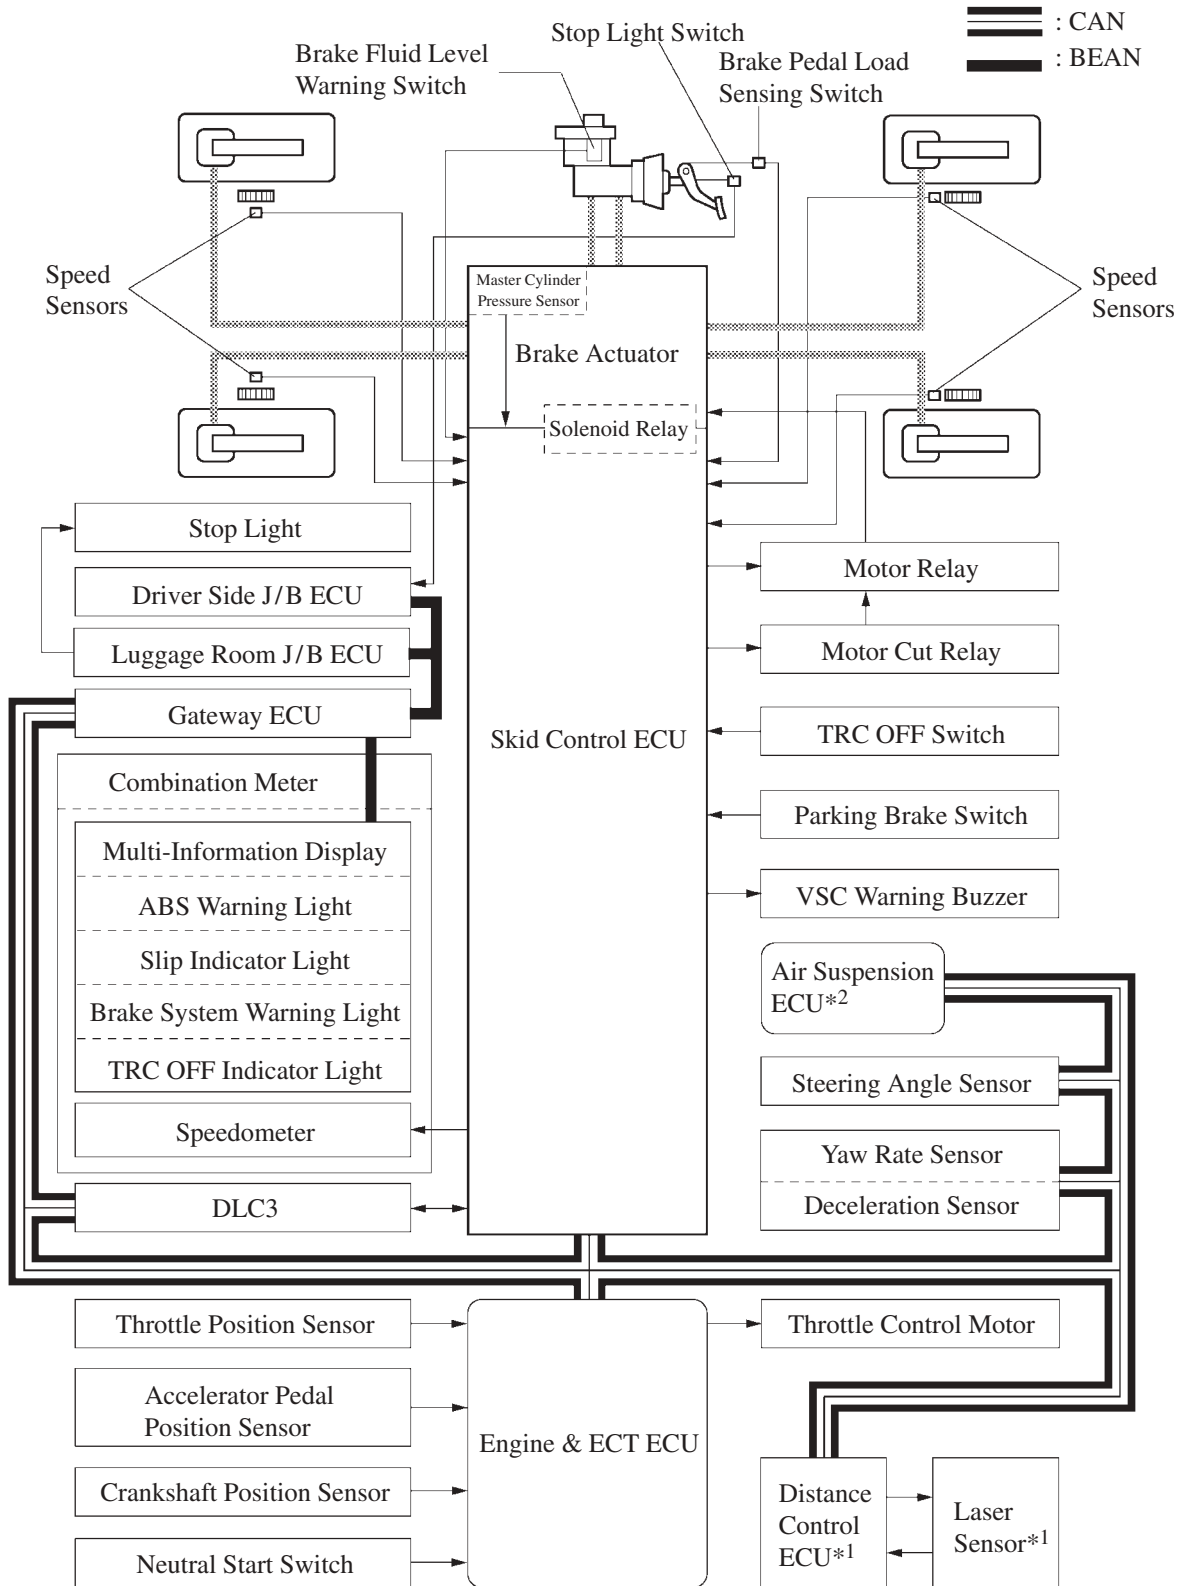 : CAN
: BEAN
Stop Light Switch
Brake Fluid Level
Warning Switch
Brake Pedal Load
Sensing Switch
Speed
Sensors
Master Cylinder
Pressure Sensor
Speed
Sensors
Brake Actuator
Solenoid Relay
Stop Light
Driver Side J/B ECU
Luggage Room J/B ECU
Gateway ECU
Combination Meter
Multi-Information Display
ABS Warning Light
Slip Indicator Light
Brake System Warning Light
TRC OFF Indicator Light
Speedometer
DLC3
Skid Control ECU
Motor Relay
Motor Cut Relay
TRC OFF Switch
Parking Brake Switch
VSC Warning Buzzer
Air Suspension
ECU*2
Steering Angle Sensor
Yaw Rate Sensor
Deceleration Sensor
Throttle Position Sensor
Accelerator Pedal
Position Sensor
Crankshaft Position Sensor
Neutral Start Switch
Engine & ECT ECU
Throttle Control Motor
Distance
Control
ECU*1
Laser
Sensor*1